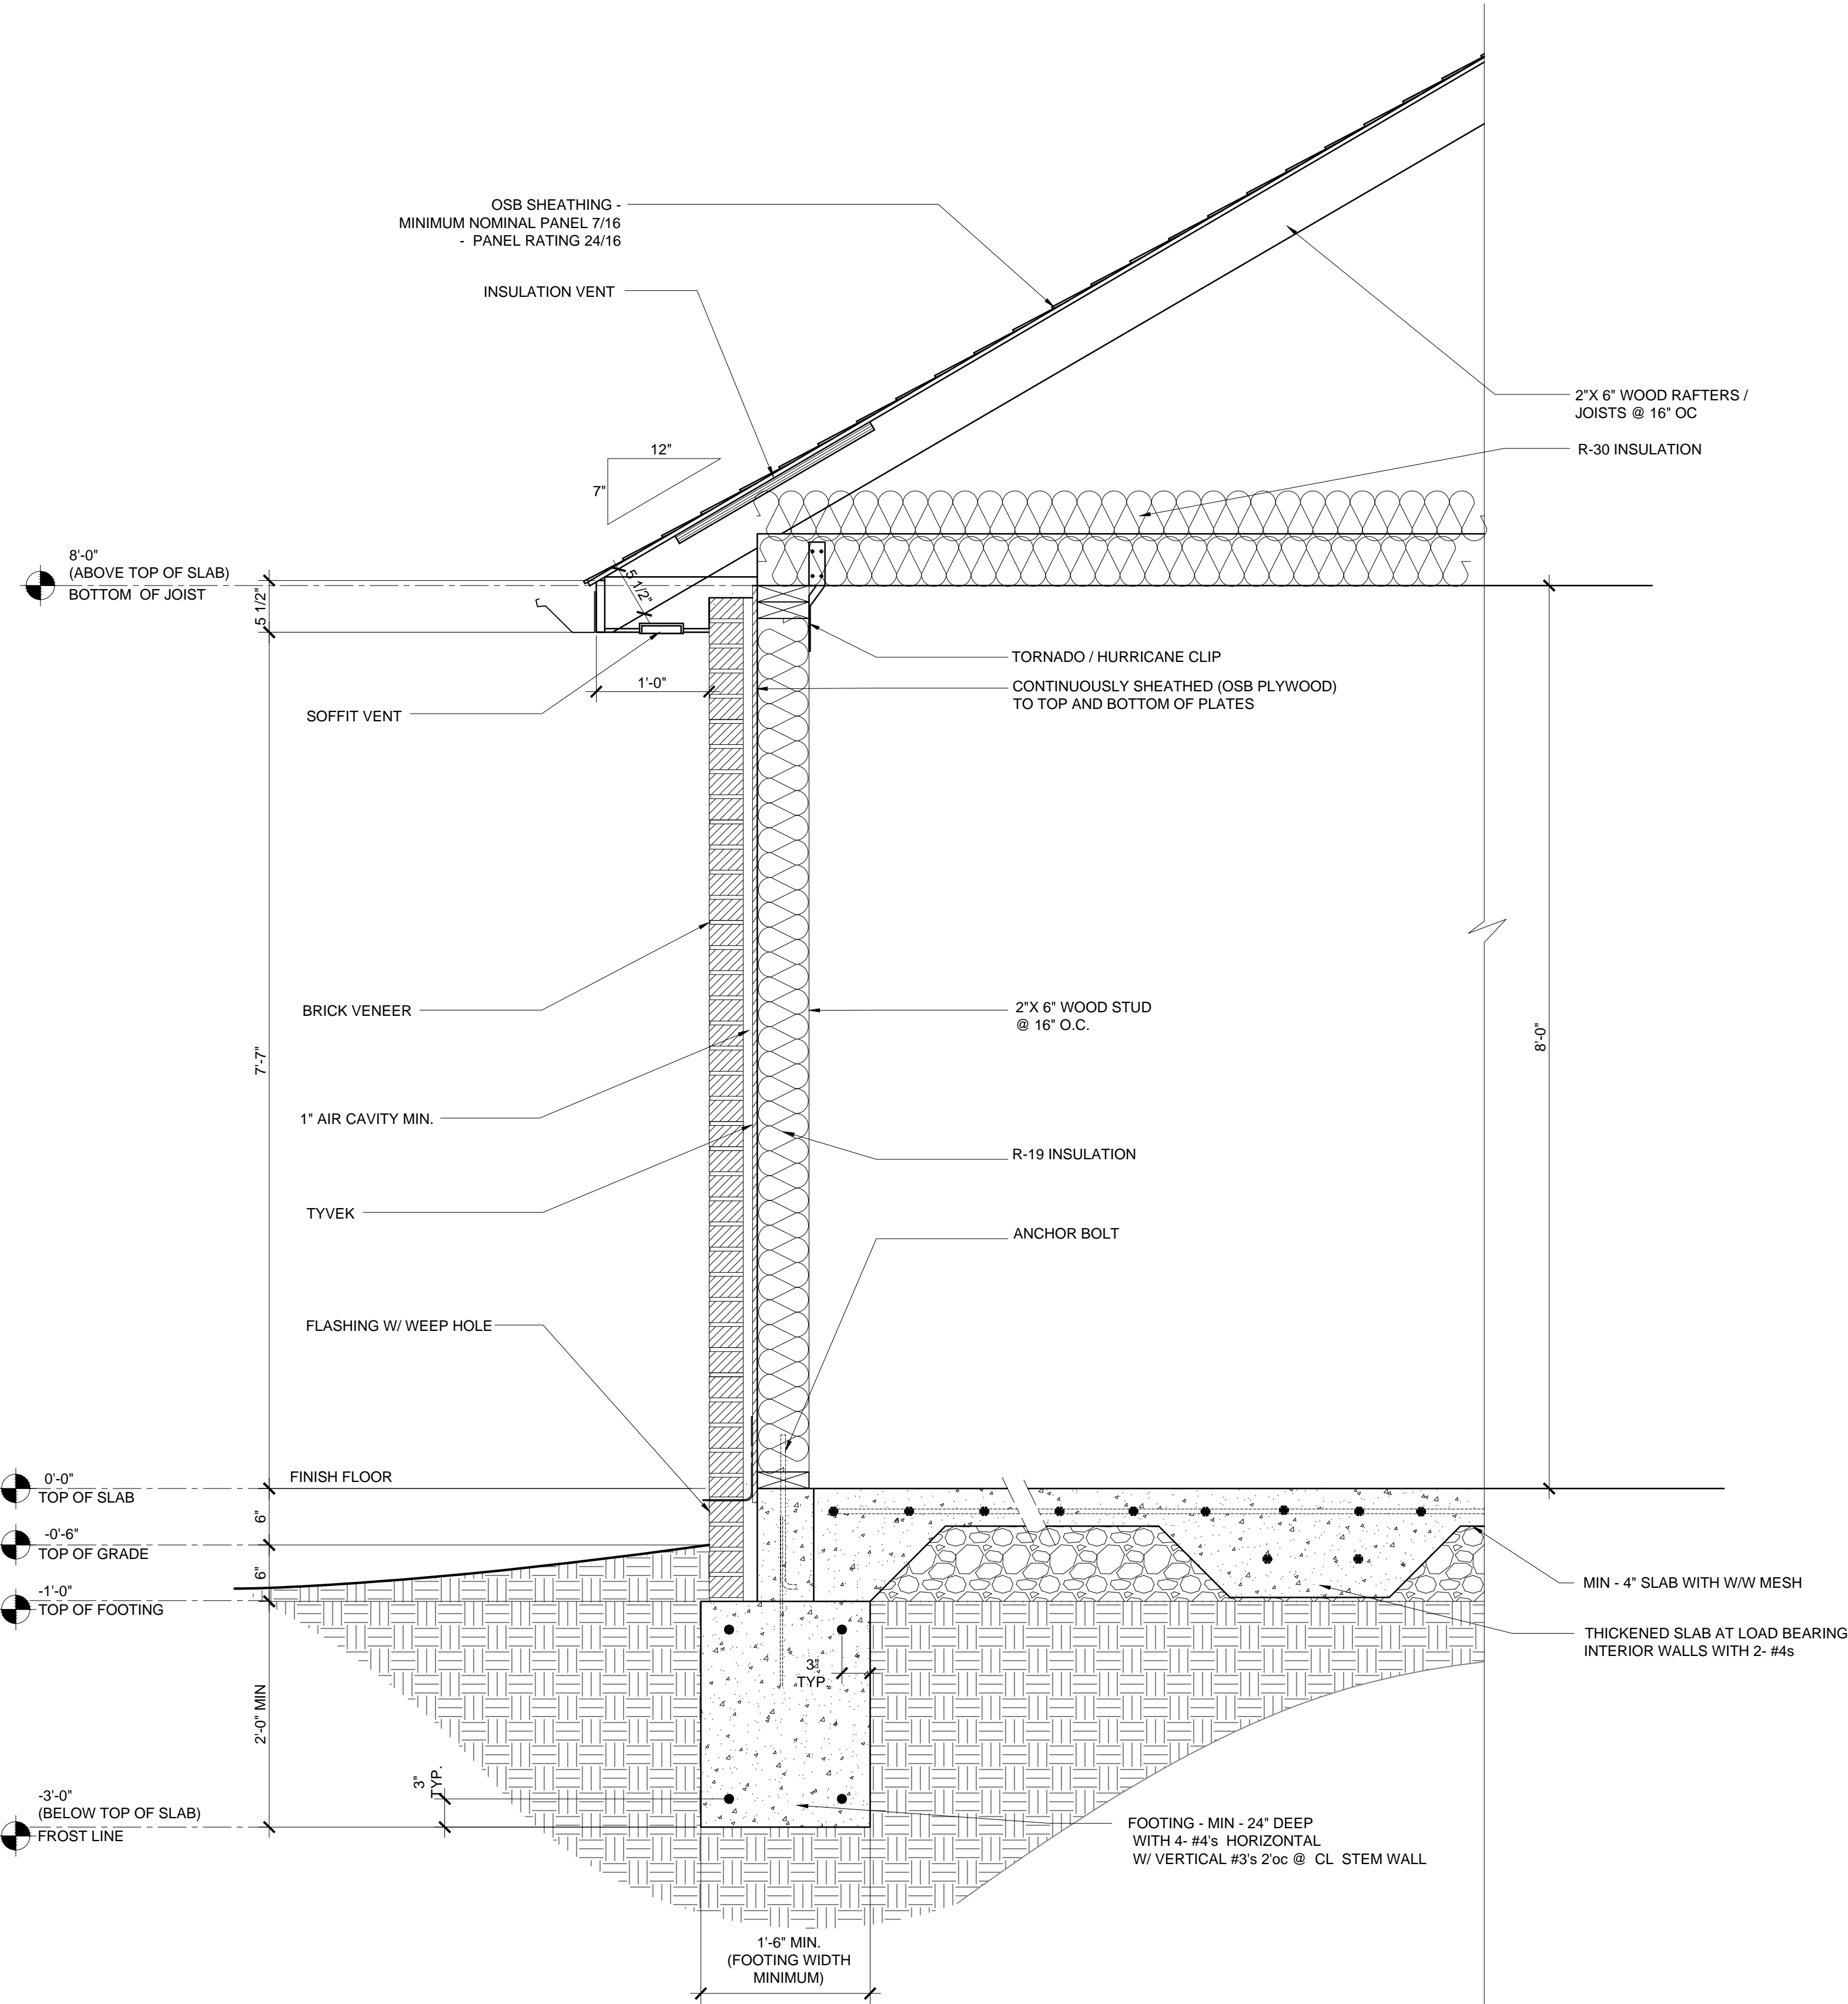 OSB SHEATHING -
MINIMUM NOMINAL PANEL 7/16
- PANEL RATING 24/16
INSULATION VENT
2"X 6" WOOD RAFTERS /
JOISTS @ 16" OC
R-30 INSULATION
12"
7"
8'-0"
(ABOVE TOP OF SLAB)
BOTTOM OF JOIST
5 1/2"
5 1/2"
TORNADO / HURRICANE CLIP
1'-0"
CONTINUOUSLY SHEATHED (OSB PLYWOOD)
TO TOP AND BOTTOM OF PLATES
SOFFIT VENT
BRICK VENEER
2"X 6" WOOD STUD
@ 16" O.C.
7'-7"
8'-0"
1" AIR CAVITY MIN.
R-19 INSULATION
TYVEK
ANCHOR BOLT
FLASHING W/ WEEP HOLE
FINISH FLOOR
0'-0"
TOP OF SLAB
6"
-0'-6"
TOP OF GRADE
6"
-1'-0"
TOP OF FOOTING
MIN - 4" SLAB WITH W/W MESH
THICKENED SLAB AT LOAD BEARING
INTERIOR WALLS WITH 2- #4s
3"
TYP.
2'-0" MIN
3"
TYP.
-3'-0"
(BELOW TOP OF SLAB)
FROST LINE
FOOTING - MIN - 24" DEEP
WITH 4- #4's HORIZONTAL
W/ VERTICAL #3's 2'oc @ CL STEM WALL
1'-6" MIN.
(FOOTING WIDTH
MINIMUM)